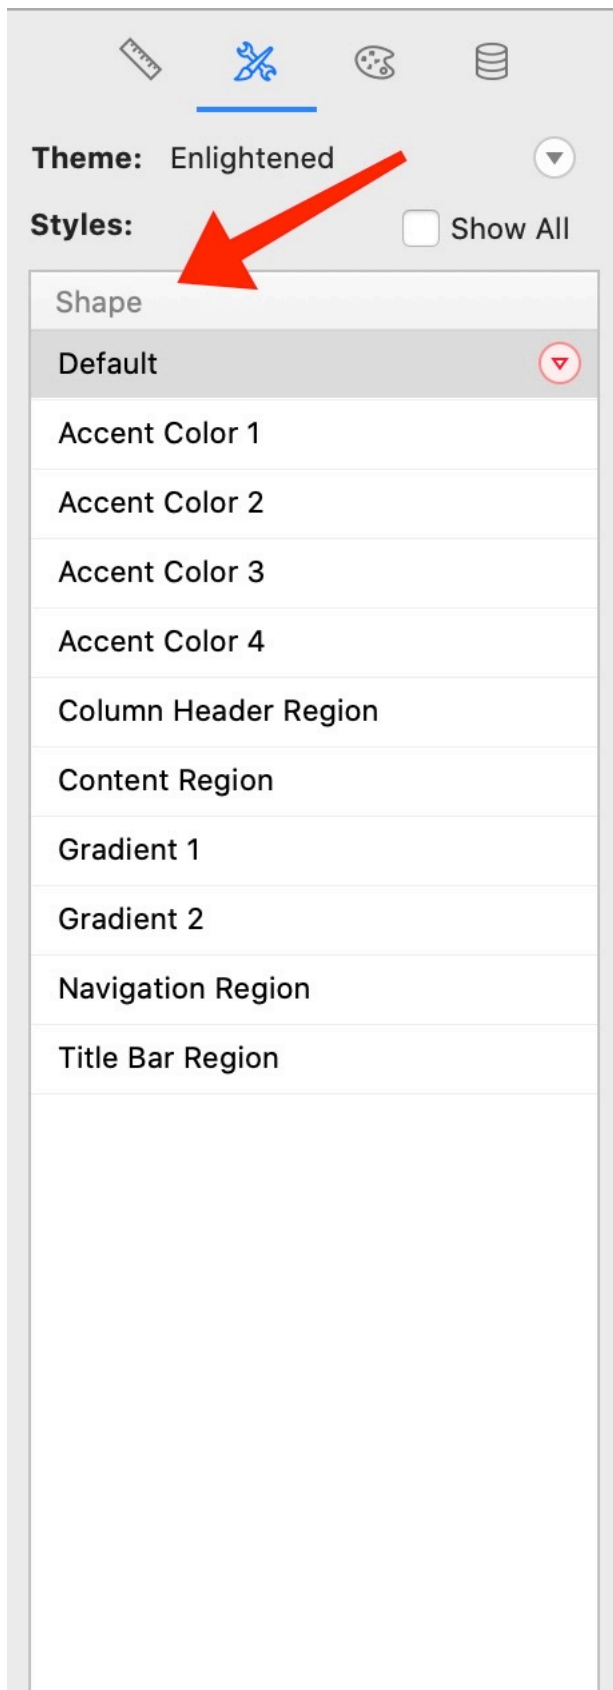 Theme: Enlightened
Styles: Show All
Shape
Default
Accent Color 1
Accent Color 2
Accent Color 3
Accent Color 4
Column Header Region
Content Region
Gradient 1
Gradient 2
Navigation Region
Title Bar Region